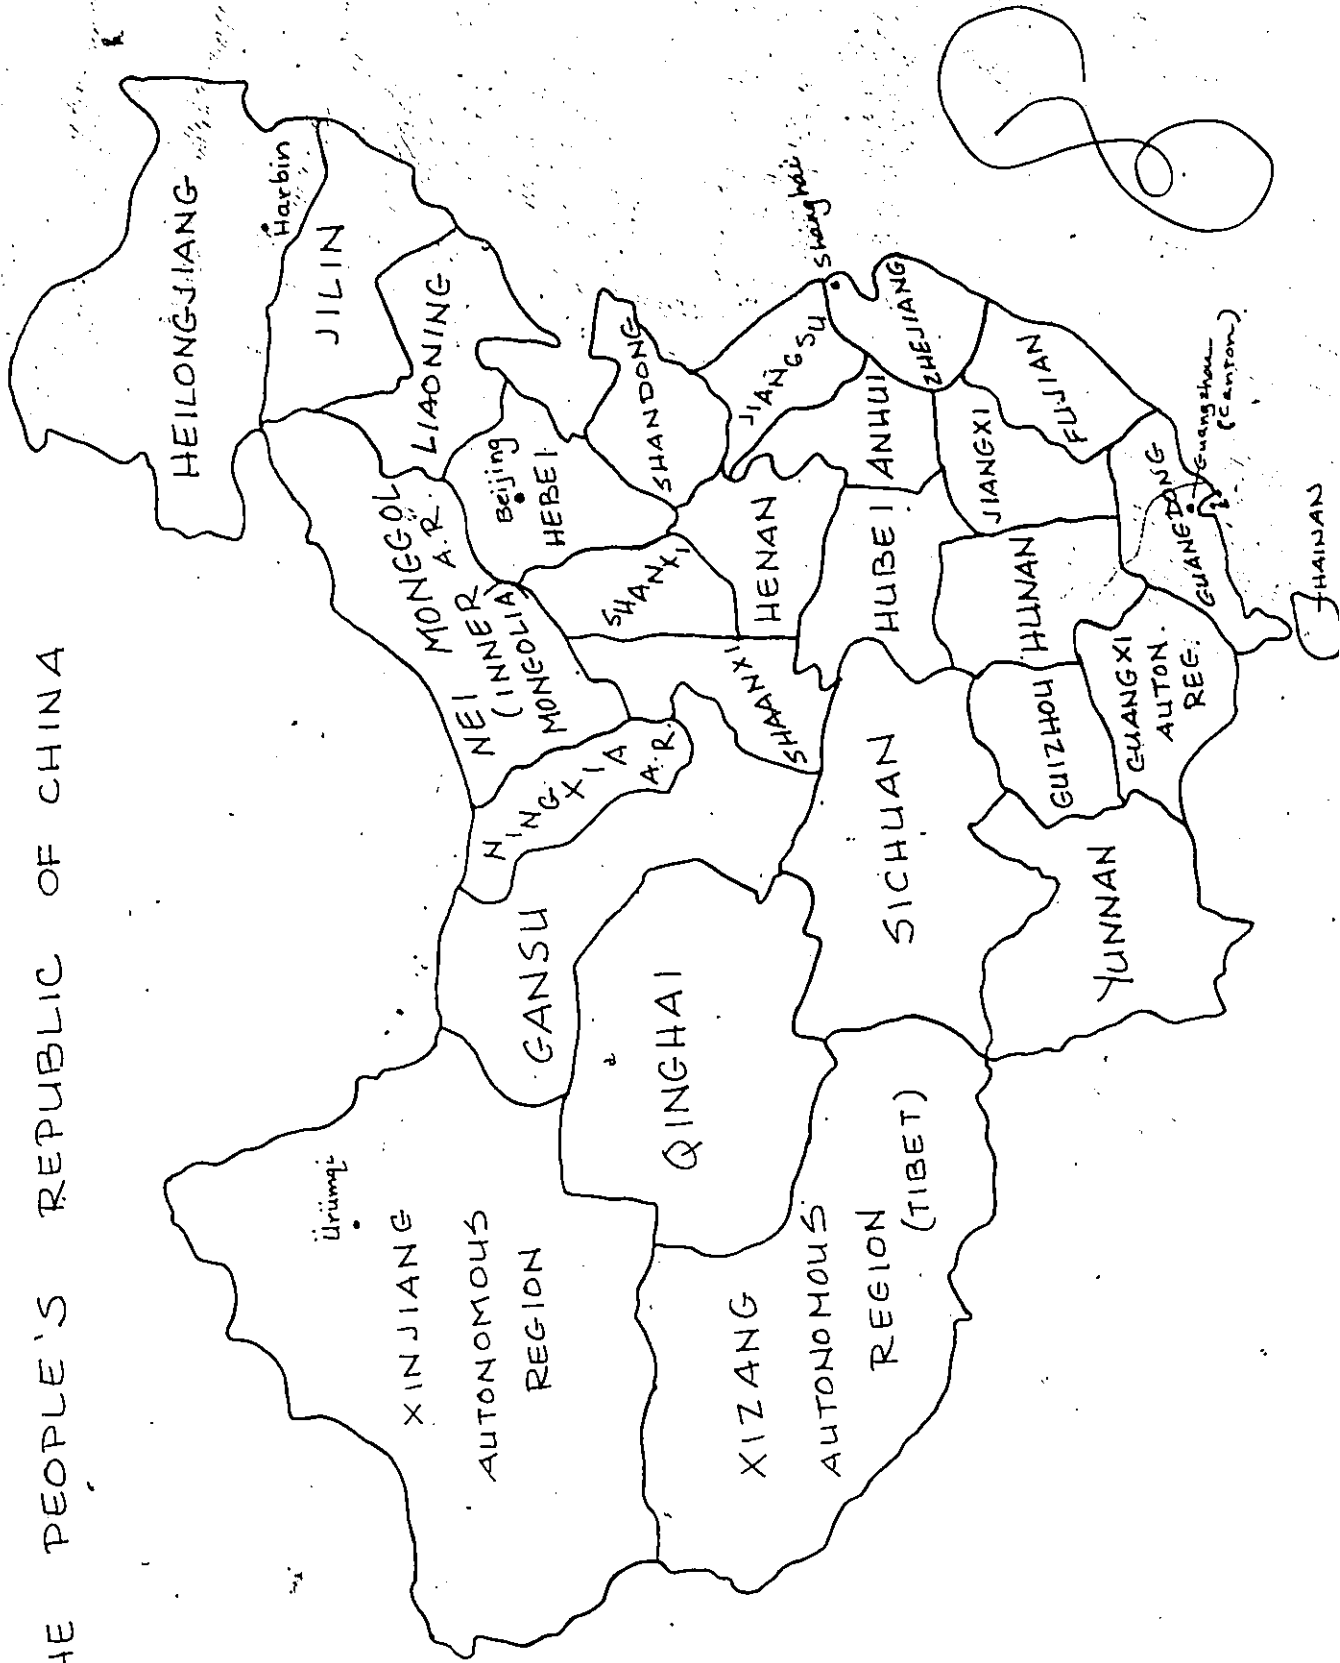 HE PEOPLE'S REPUBLIC OF CHINA
HEILONGJIANG
Harbin
JILIN
LIAONING
NEI MONGGOL
A.R.
(INNER
MONGOLIA
Beijing
HEBEI
SHANDONG
SHANXI
NINGXIA
A.R.
Ürümqi
XINJIANG
AUTONOMOUS
REGION
GANSU
QINGHAI
SHAANXI
HENAN
JIANGSU
Shanghai
ANHUI
ZHEJIANG
HUBEI
SICHUAN
XIZANG
AUTONOMOUS
REGION
(TIBET)
JIANGXI
FUJIAN
HUNAN
GUIZHOU
YUNNAN
GUANGXI
AUTON.
REG.
GUANGDONG
Guangzhou
(Canton)
HAINAN